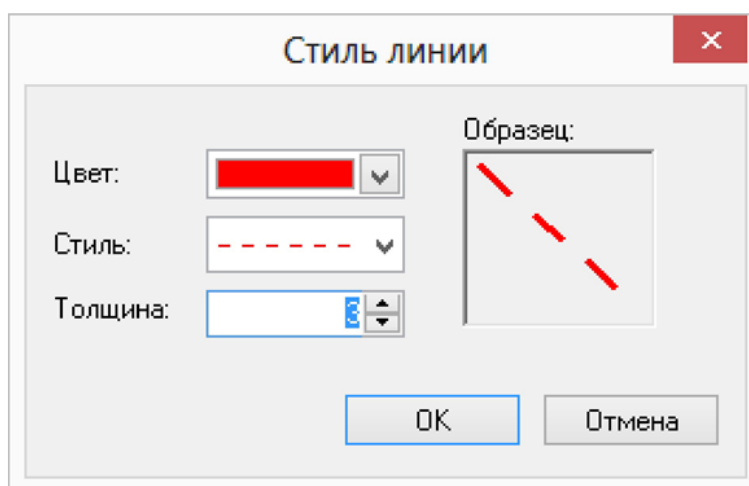 Стиль линии
Образец:
Цвет:
Стиль:
Толщина: 3
OK Отмена